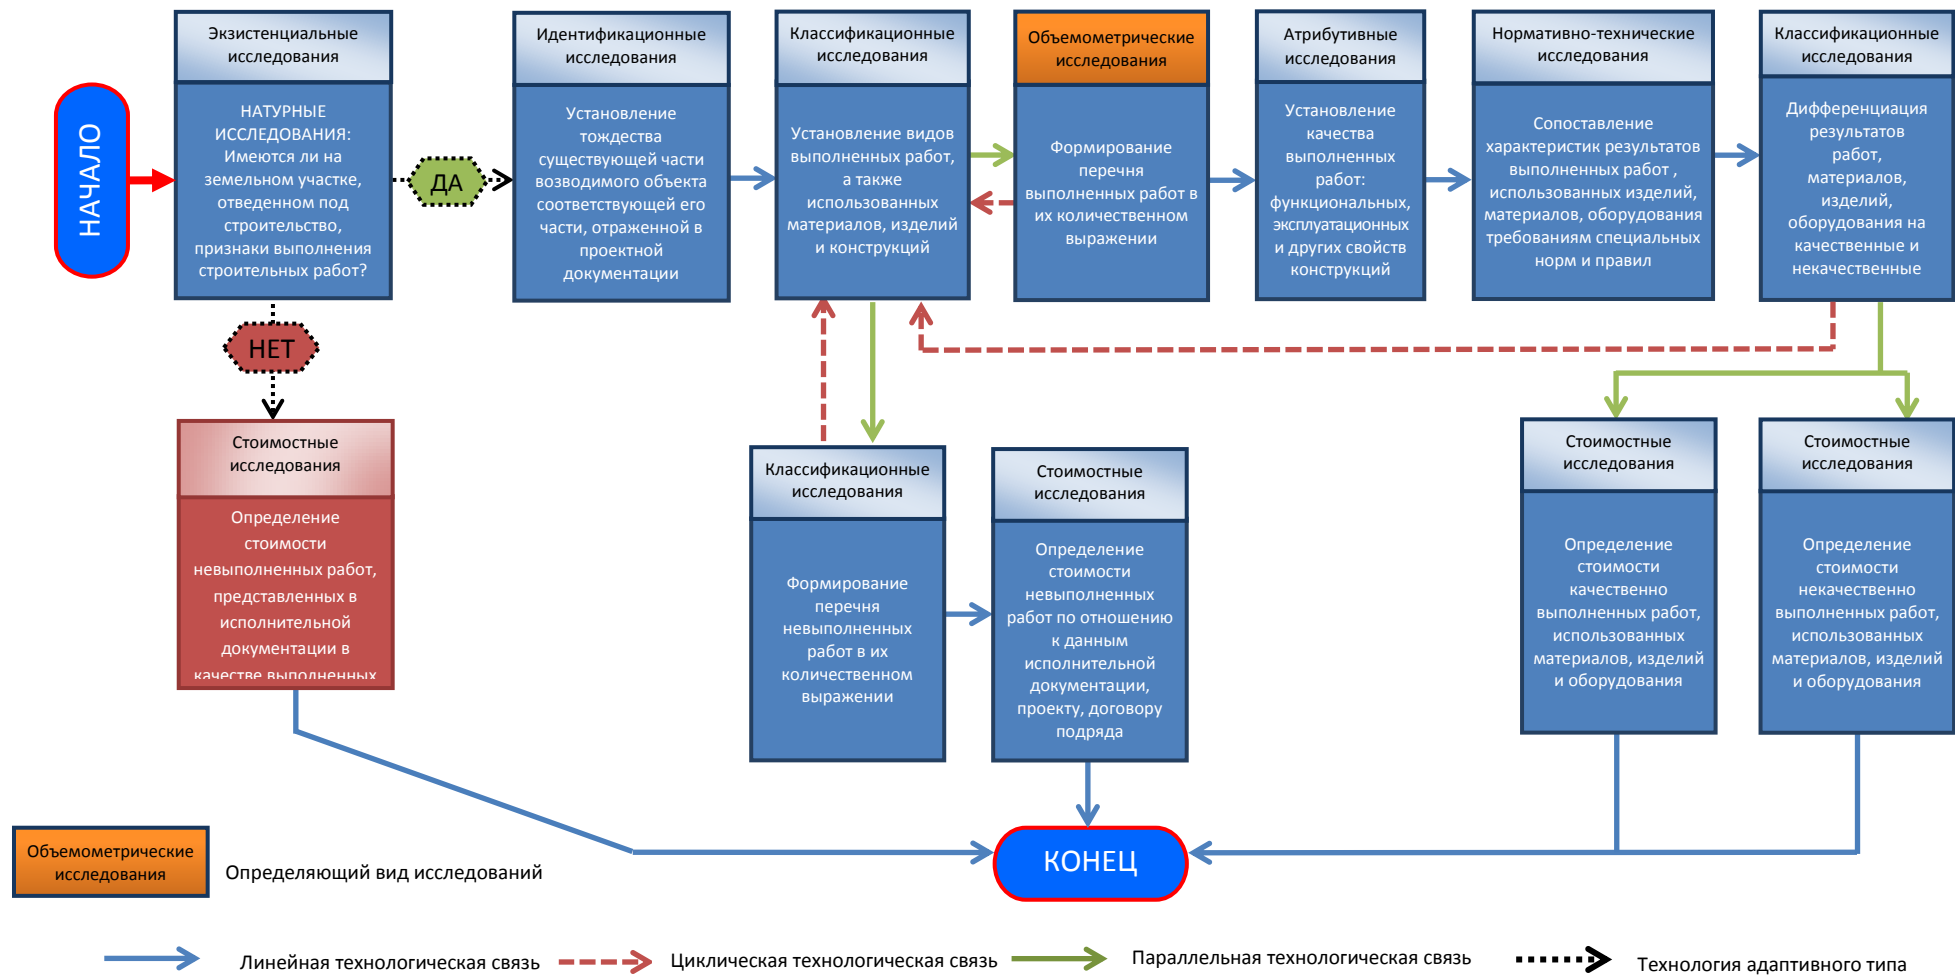 НАЧАЛО
Экзистенциальные
исследования
НАТУРНЫЕ
ИССЛЕДОВАНИЯ:
Имеются ли на
земельном участке,
отведенном под
строительство,
признаки выполнения
строительных работ?
ДА
НЕТ
Идентификационные
исследования
Установление
тождества
существующей части
возводимого объекта
соответствующей его
части, отраженной в
проектной
документации
Классификационные
исследования
Установление видов
выполненных работ,
а также
использованных
материалов, изделий
и конструкций
Объемометрические
исследования
Формирование
перечня
выполненных работ в
их количественном
выражении
Атрибутивные
исследования
Установление
качества
выполненных
работ:
функциональных,
эксплуатационных
и других свойств
конструкций
Нормативно-технические
исследования
Сопоставление
характеристик результатов
выполненных работ ,
использованных изделий,
материалов, оборудования
требованиям специальных
норм и правил
Классификационные
исследования
Дифференциация
результатов
работ,
материалов,
изделий,
оборудования на
качественные и
некачественные
Стоимостные
исследования
Определение
стоимости
невыполненных работ,
представленных в
исполнительной
документации в
качестве выполненных
Классификационные
исследования
Формирование
перечня
невыполненных
работ в их
количественном
выражении
Стоимостные
исследования
Определение
стоимости
невыполненных
работ по отношению
к данным
исполнительной
документации,
проекту, договору
подряда
Стоимостные
исследования
Определение
стоимости
качественно
выполненных работ,
использованных
материалов, изделий
и оборудования
Стоимостные
исследования
Определение
стоимости
некачественно
выполненных работ,
использованных
материалов, изделий
и оборудования
КОНЕЦ
Объемометрические
исследования
Определяющий вид исследований
Линейная технологическая связь
Циклическая технологическая связь
Параллельная технологическая связь
Технология адаптивного типа